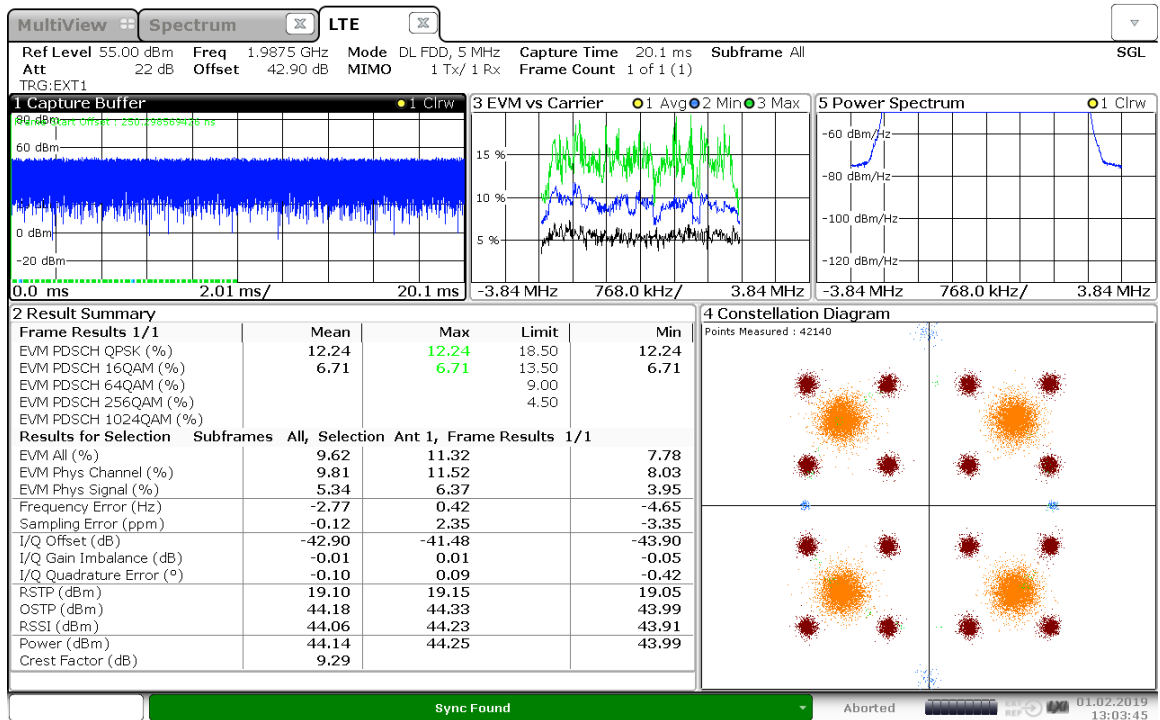 MultiView Spectrum LTE
Ref Level 55.00 dBm Freq 1.9875 GHz Mode DL FDD, 5 MHz Capture Time 20.1 ms Subframe All SGL
Att 22 dB Offset 42.90 dB MIMO 1 Tx/ 1 Rx Frame Count 1 of 1 (1)
TRG:EXT1
1 Capture Buffer 1 Clrw
80 dBm
Frame Start Offset : 250.298569426 ns
60 dBm
0 dBm
-20 dBm
0.0 ms 2.01 ms/ 20.1 ms
3 EVM vs Carrier 1 Avg 2 Min 3 Max
15 %
10 %
5 %
-3.84 MHz 768.0 kHz/ 3.84 MHz
5 Power Spectrum 1 Clrw
-60 dBm/Hz
-80 dBm/Hz
-100 dBm/Hz
-120 dBm/Hz
-3.84 MHz 768.0 kHz/ 3.84 MHz
2 Result Summary
Frame Results 1/1 Mean Max Limit Min
EVM PDSCH QPSK (%) 12.24 12.24 18.50 12.24
EVM PDSCH 16QAM (%) 6.71 6.71 13.50 6.71
EVM PDSCH 64QAM (%) 9.00
EVM PDSCH 256QAM (%) 4.50
EVM PDSCH 1024QAM (%)
Results for Selection Subframes All, Selection Ant 1, Frame Results 1/1
EVM All (%) 9.62 11.32 7.78
EVM Phys Channel (%) 9.81 11.52 8.03
EVM Phys Signal (%) 5.34 6.37 3.95
Frequency Error (Hz) -2.77 0.42 -4.65
Sampling Error (ppm) -0.12 2.35 -3.35
I/Q Offset (dB) -42.90 -41.48 -43.90
I/Q Gain Imbalance (dB) -0.01 0.01 -0.05
I/Q Quadrature Error (°) -0.10 0.09 -0.42
RSTP (dBm) 19.10 19.15 19.05
OSTP (dBm) 44.18 44.33 43.99
RSSI (dBm) 44.06 44.23 43.91
Power (dBm) 44.14 44.25 43.99
Crest Factor (dB) 9.29
4 Constellation Diagram
Points Measured : 42140
Sync Found Aborted EXT REF LXI 01.02.2019
13:03:45